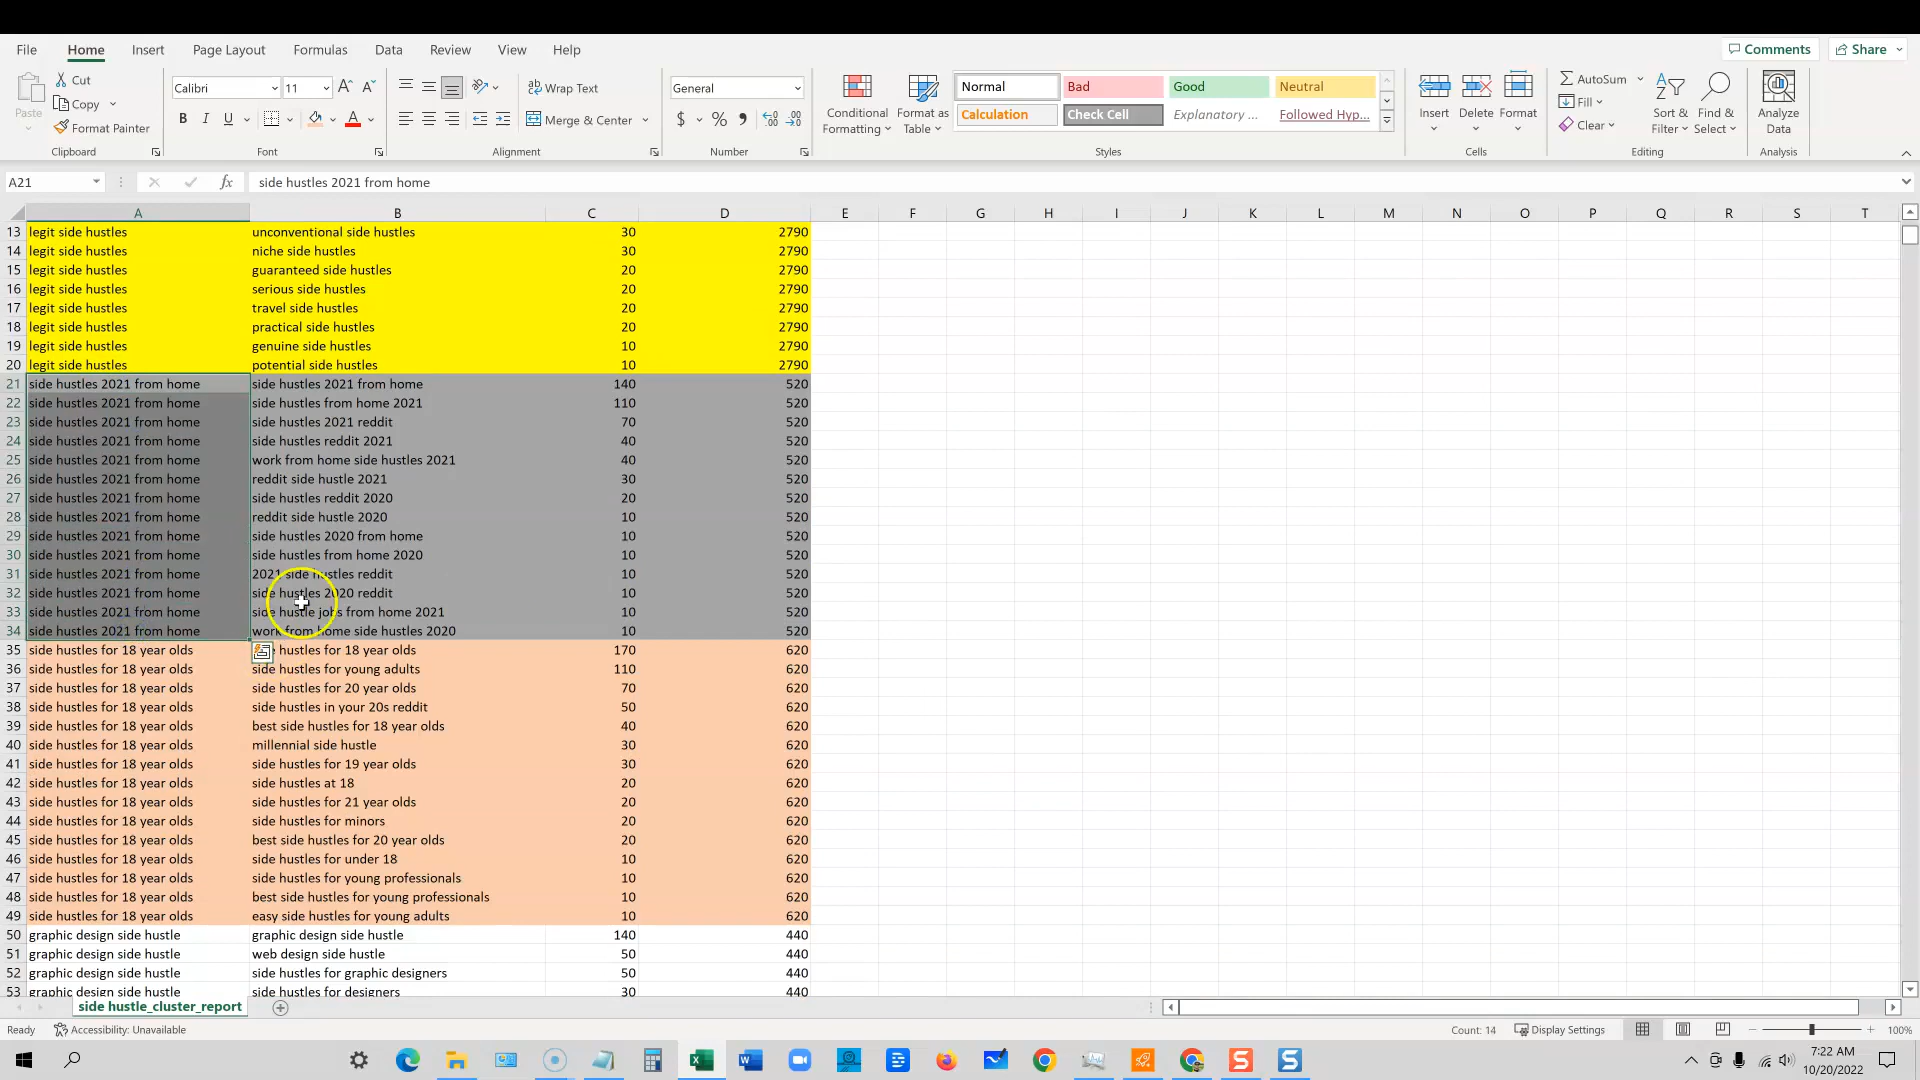 File Home Insert Page Layout Formulas Data Review View Help Comments Share
Paste Cut Copy Format Painter Clipboard
Calibri 11 B I U A Font
Wrap Text Merge & Center Alignment
General $ % Number
Conditional Formatting Format as Table
Normal Bad Good Neutral
Calculation Check Cell Explanatory ... Followed Hyp...
Styles
Insert Delete Format Cells
AutoSum Fill Clear Sort & Filter Find & Select Editing
Analyze Data Analysis
A21 fx side hustles 2021 from home
A B C D E F G H I J K L M N O P Q R S T
13 legit side hustles unconventional side hustles 30 2790
14 legit side hustles niche side hustles 30 2790
15 legit side hustles guaranteed side hustles 20 2790
16 legit side hustles serious side hustles 20 2790
17 legit side hustles travel side hustles 20 2790
18 legit side hustles practical side hustles 20 2790
19 legit side hustles genuine side hustles 10 2790
20 legit side hustles potential side hustles 10 2790
21 side hustles 2021 from home side hustles 2021 from home 140 520
22 side hustles 2021 from home side hustles from home 2021 110 520
23 side hustles 2021 from home side hustles 2021 reddit 70 520
24 side hustles 2021 from home side hustles reddit 2021 40 520
25 side hustles 2021 from home work from home side hustles 2021 40 520
26 side hustles 2021 from home reddit side hustle 2021 30 520
27 side hustles 2021 from home side hustles reddit 2020 20 520
28 side hustles 2021 from home reddit side hustle 2020 10 520
29 side hustles 2021 from home side hustles 2020 from home 10 520
30 side hustles 2021 from home side hustles from home 2020 10 520
31 side hustles 2021 from home 2021 side hustles reddit 10 520
32 side hustles 2021 from home side hustles 2020 reddit 10 520
33 side hustles 2021 from home side hustle jobs from home 2021 10 520
34 side hustles 2021 from home work from home side hustles 2020 10 520
35 side hustles for 18 year olds hustles for 18 year olds 170 620
36 side hustles for 18 year olds side hustles for young adults 110 620
37 side hustles for 18 year olds side hustles for 20 year olds 70 620
38 side hustles for 18 year olds side hustles in your 20s reddit 50 620
39 side hustles for 18 year olds best side hustles for 18 year olds 40 620
40 side hustles for 18 year olds millennial side hustle 30 620
41 side hustles for 18 year olds side hustles for 19 year olds 30 620
42 side hustles for 18 year olds side hustles at 18 20 620
43 side hustles for 18 year olds side hustles for 21 year olds 20 620
44 side hustles for 18 year olds side hustles for minors 20 620
45 side hustles for 18 year olds best side hustles for 20 year olds 20 620
46 side hustles for 18 year olds side hustles for under 18 10 620
47 side hustles for 18 year olds side hustles for young professionals 10 620
48 side hustles for 18 year olds best side hustles for young professionals 10 620
49 side hustles for 18 year olds easy side hustles for young adults 10 620
50 graphic design side hustle graphic design side hustle 140 440
51 graphic design side hustle web design side hustle 50 440
52 graphic design side hustle side hustles for graphic designers 50 440
53 graphic design side hustle side hustles for designers 30 440
side hustle_cluster_report
Ready Accessibility: Unavailable Count: 14 Display Settings 100%
7:22 AM
10/20/2022